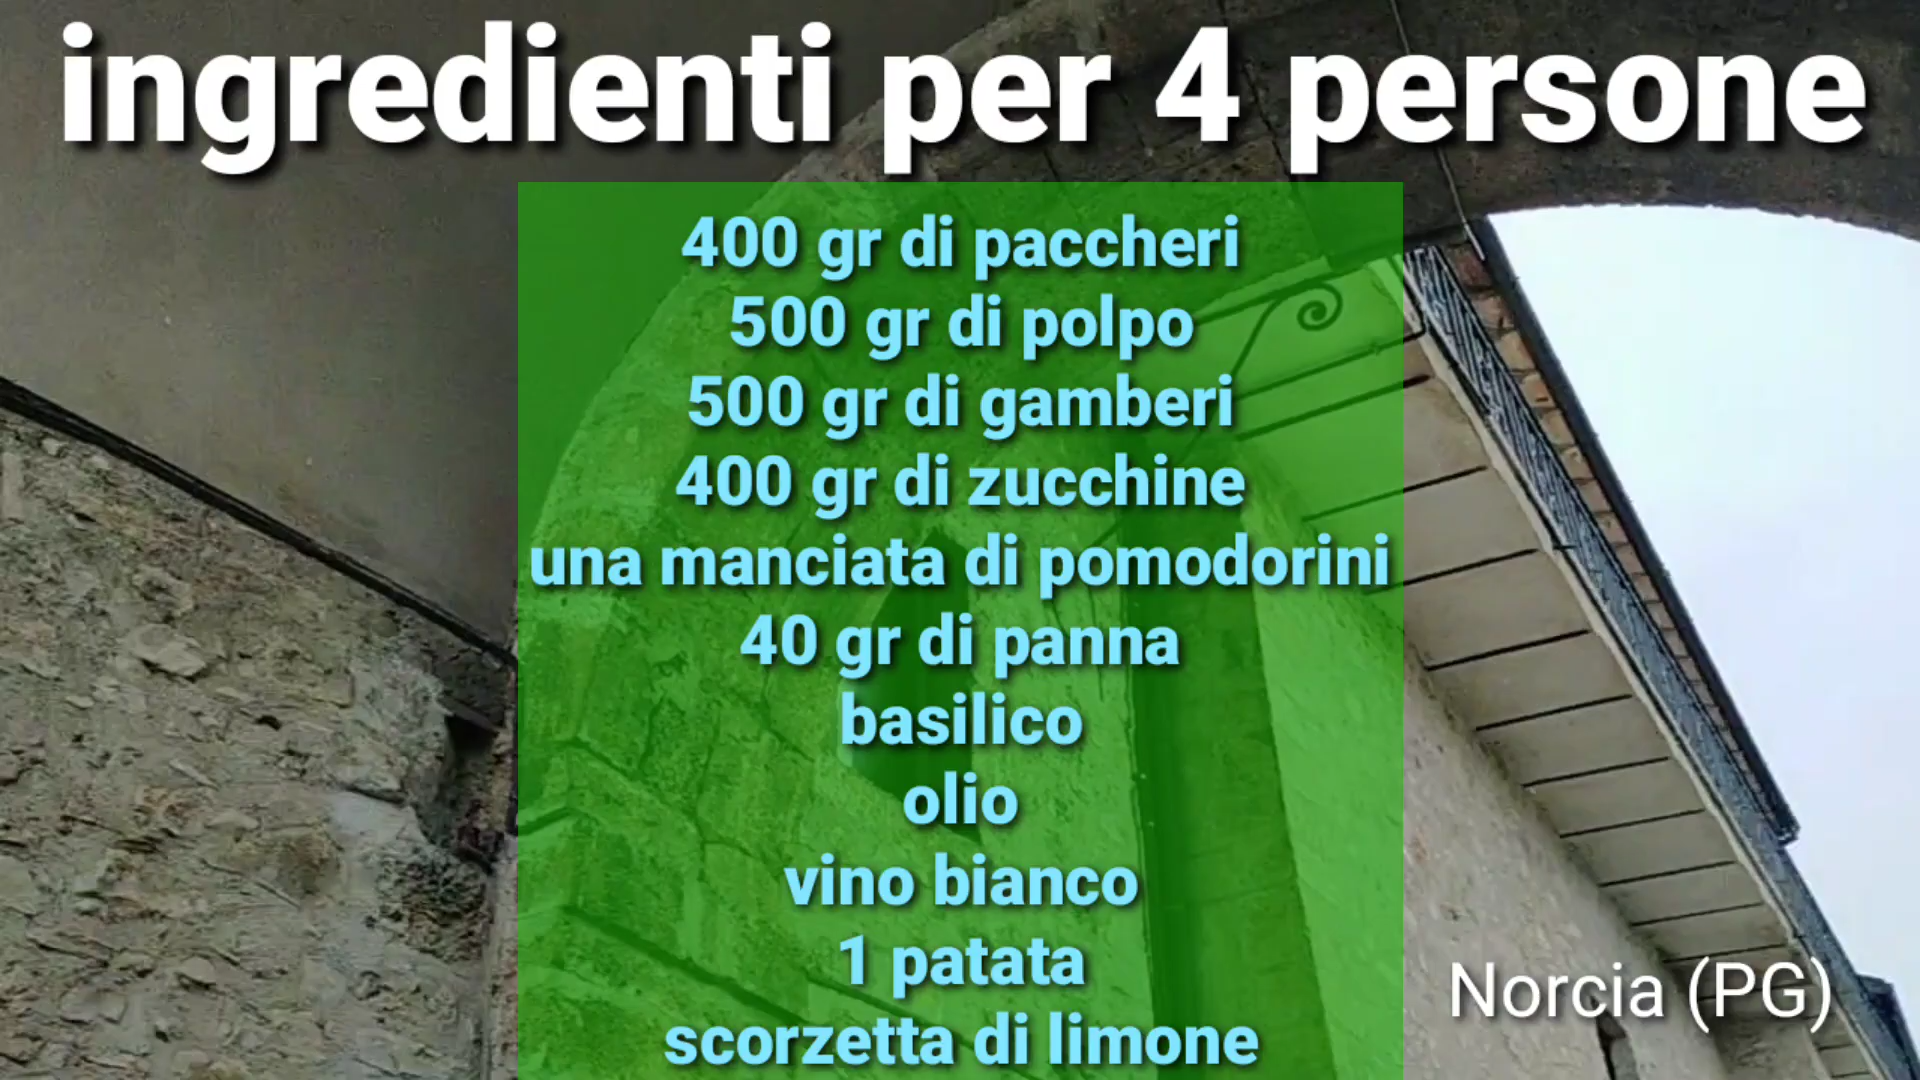 ingredienti per 4 persone
400 gr di paccheri
500 gr di polpo
500 gr di gamberi
400 gr di zucchine
una manciata di pomodorini
40 gr di panna
basilico
olio
vino bianco
1 patata
scorzetta di limone
Norcia (PG)